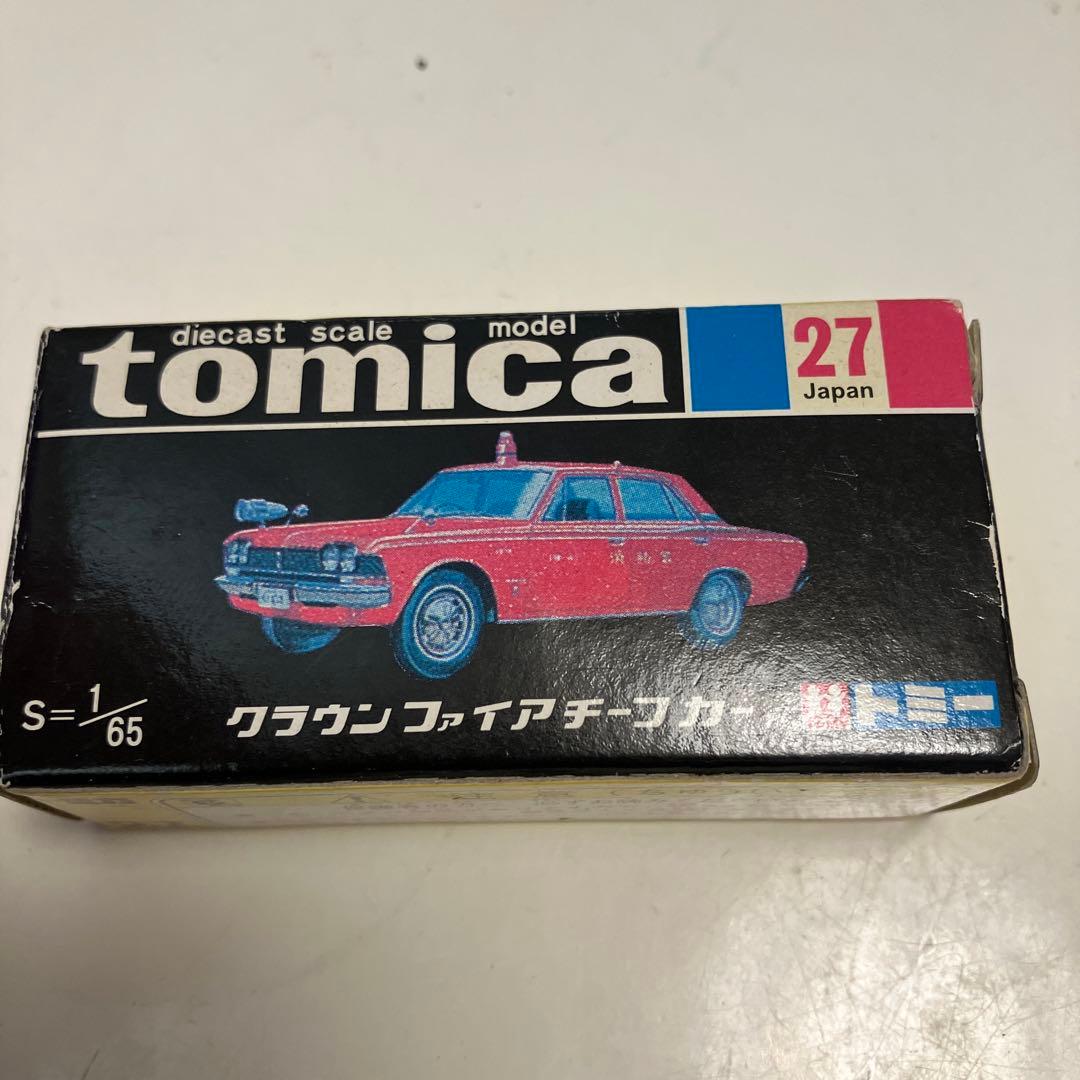 diecast scale model
tomica
27
Japan
S=1/65
クラウンファイアチーフカー
トミー